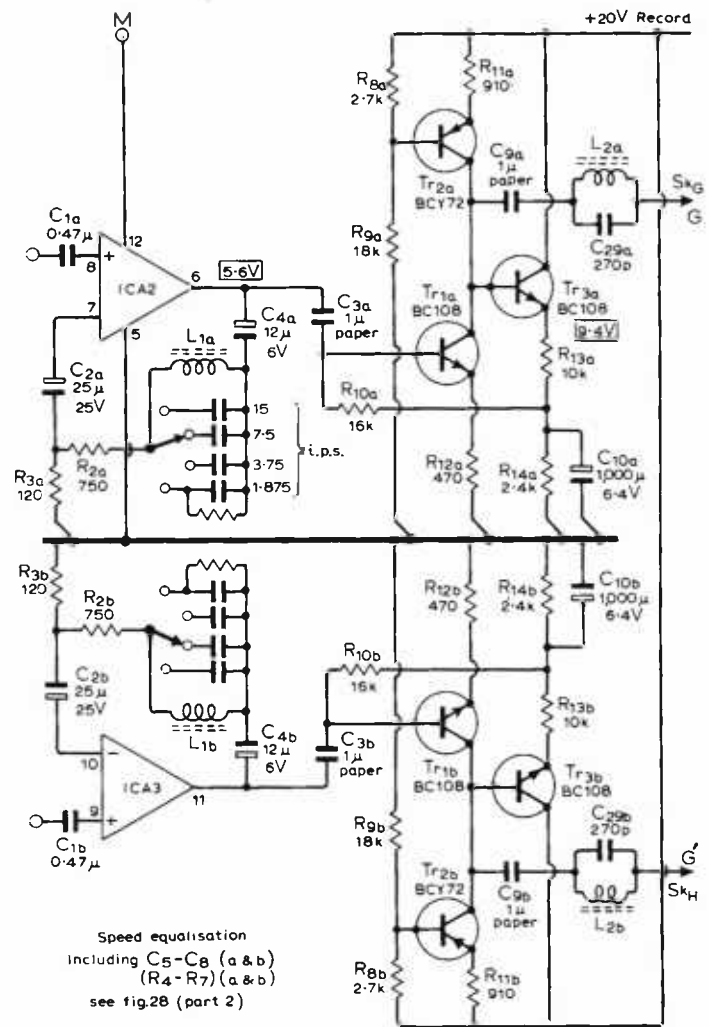 M
+20V Record
R8a
2·7k
R11a
910
Tr2a
BCY72
C9a
1µ
paper
L2a
SkG
G
C29a
270p
C1a
0·47µ
+
8
12
7
5
ICA2
6
5·6V
R9a
18k
C3a
1µ
paper
Tr1a
BC108
Tr3a
BC108
9·4V
C4a
12µ
6V
L1a
C2a
25µ
25V
R13a
10k
R10a
16k
15
7·5
3·75
1·875
i.p.s.
R2a
750
R3a
120
R12a
470
R14a
2·4k
C10a
1,000µ
6·4V
R3b
120
R2b
750
R12b
470
R14b
2·4k
C10b
1,000µ
6·4V
C2b
25µ
25V
R10b
16k
L1b
C4b
12µ
6V
C3b
1µ
paper
R13b
10k
Tr1b
BC108
Tr3b
BC108
10
−
ICA3
11
9
+
C1b
0·47µ
R9b
18k
C29b
270p
G'
SkH
L2b
Tr2b
BCY72
C9b
1µ
paper
R8b
2·7k
R11b
910
Speed equalisation
including C5-C8 (a & b)
(R4-R7)(a & b)
see fig.28 (part 2)